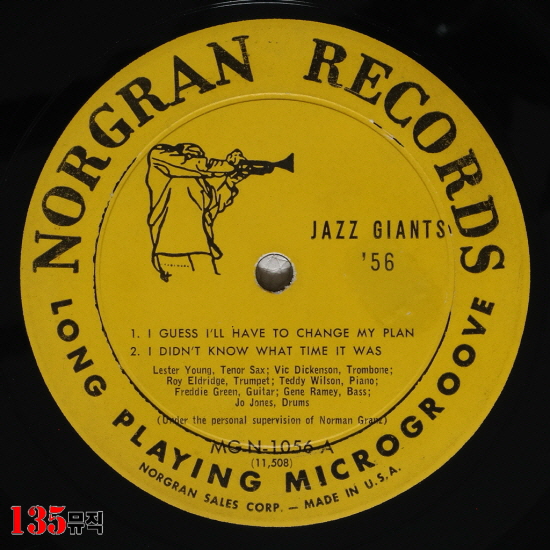 NORGRAN RECORDS
JAZZ GIANTS
'56
1. I GUESS I'LL HAVE TO CHANGE MY PLAN
2. I DIDN'T KNOW WHAT TIME IT WAS
Lester Young, Tenor Sax; Vic Dickenson, Trombone;
Roy Eldridge, Trumpet; Teddy Wilson, Piano;
Freddie Green, Guitar; Gene Ramey, Bass;
Jo Jones, Drums
(Under the personal supervision of Norman Granz)
MG N-1056 A
(11,508)
LONG PLAYING MICROGROOVE
NORGRAN SALES CORP. — MADE IN U.S.A.
135뮤직